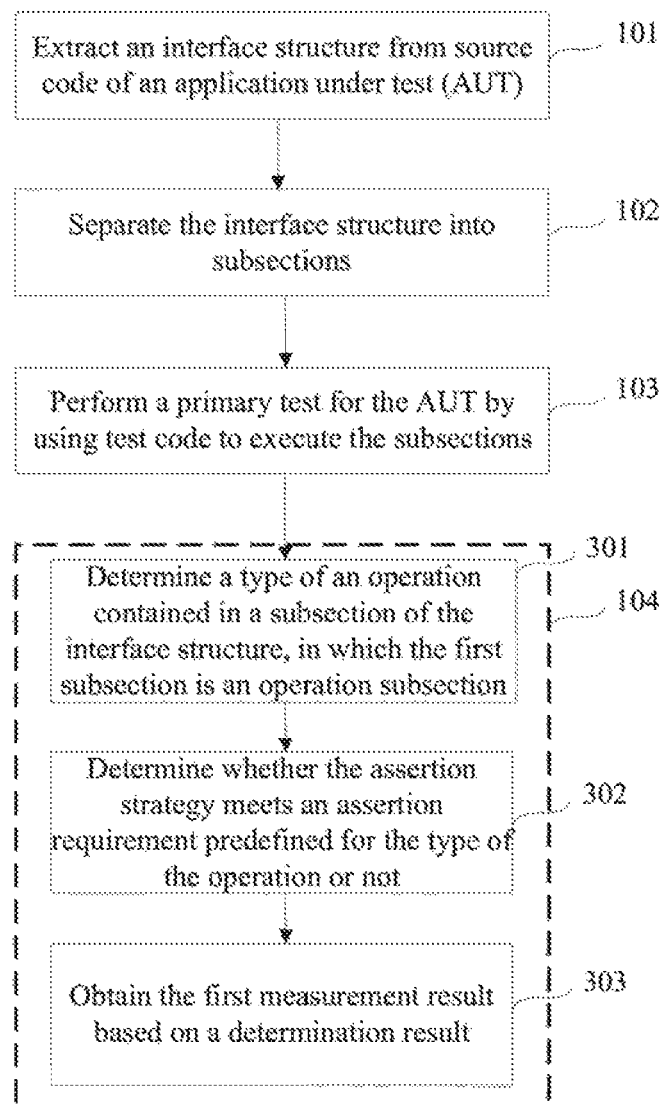 101
Extract an interface structure from source
code of an application under test (AUT)
102
Separate the interface structure into
subsections
103
Perform a primary test for the AUT by
using test code to execute the subsections
301
104
Determine a type of an operation
contained in a subsection of the
interface structure, in which the first
subsection is an operation subsection
302
Determine whether the assertion
strategy meets an assertion
requirement predefined for the type of
the operation or not
303
Obtain the first measurement result
based on a determination result